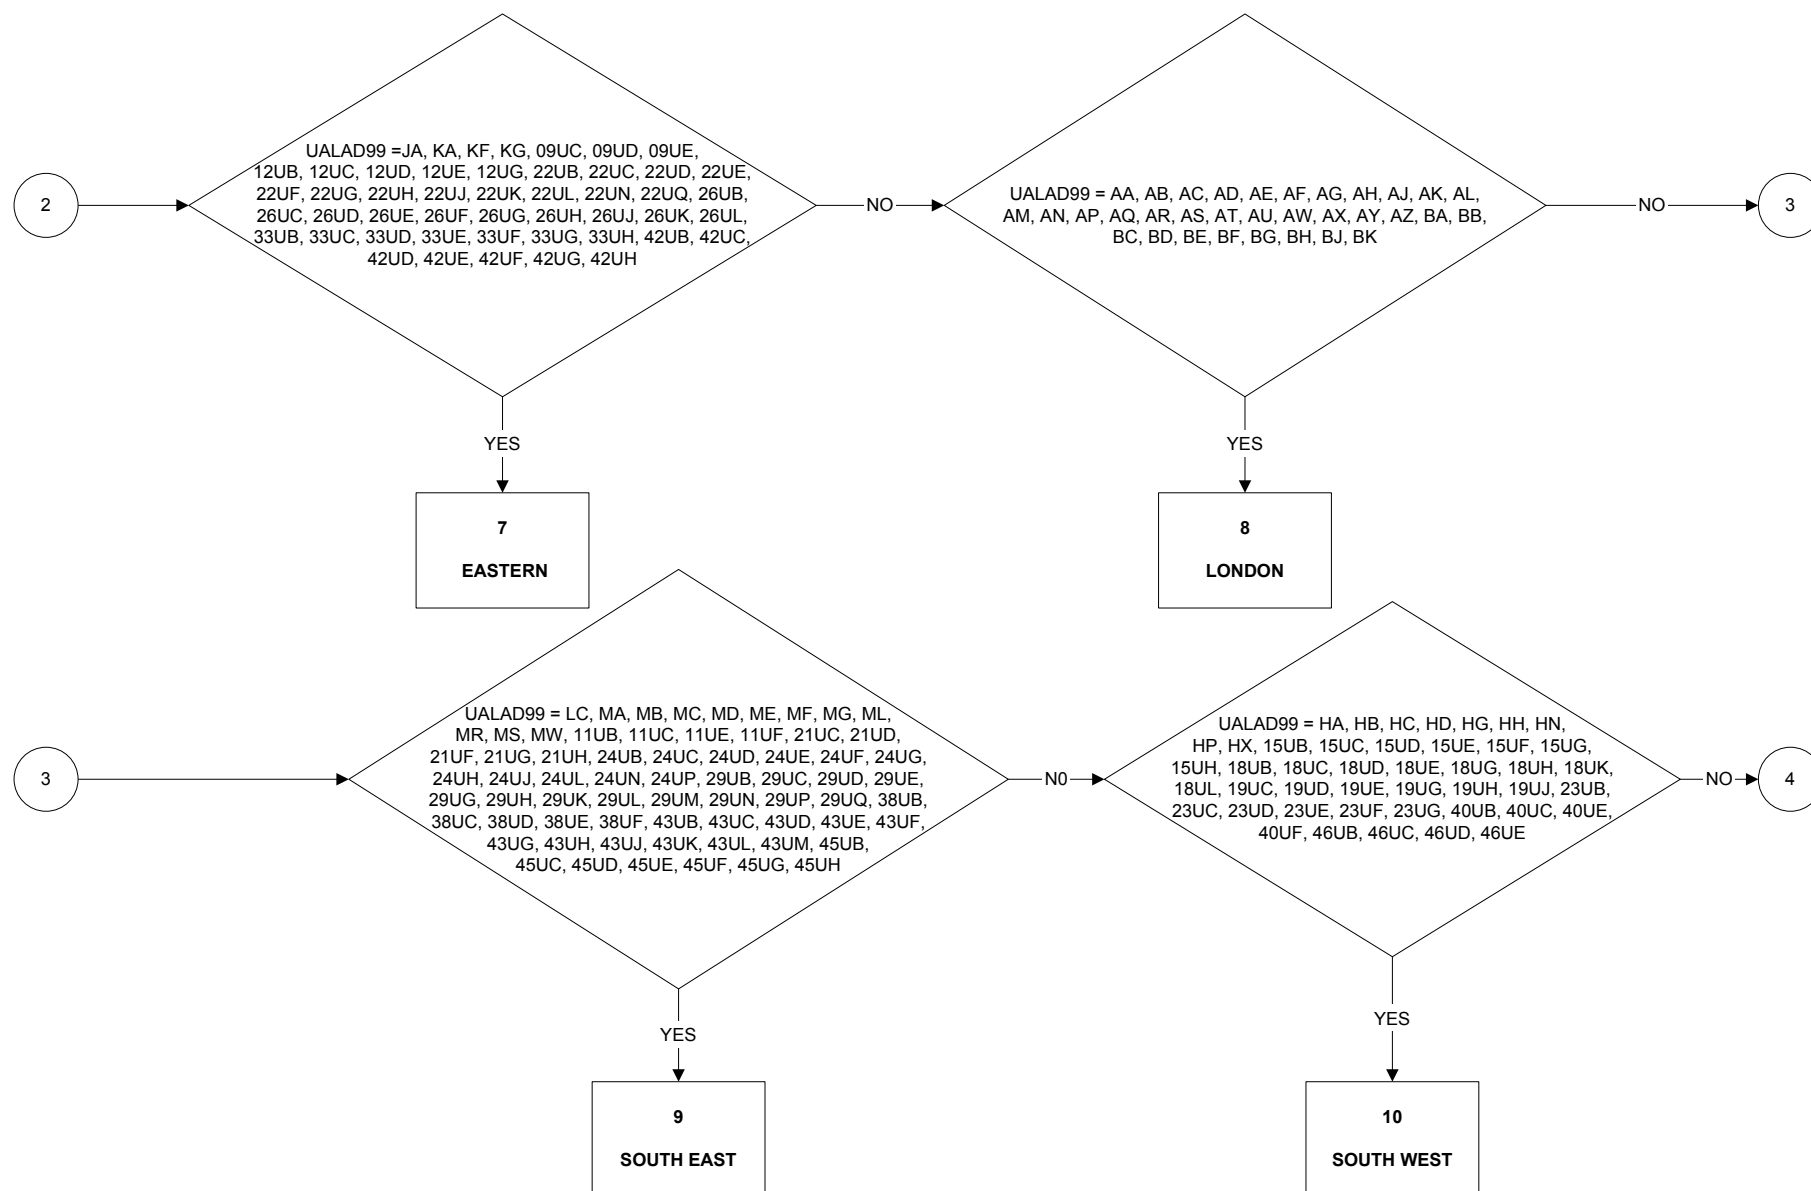 2
UALAD99 =JA, KA, KF, KG, 09UC, 09UD, 09UE,
12UB, 12UC, 12UD, 12UE, 12UG, 22UB, 22UC, 22UD, 22UE,
22UF, 22UG, 22UH, 22UJ, 22UK, 22UL, 22UN, 22UQ, 26UB,
26UC, 26UD, 26UE, 26UF, 26UG, 26UH, 26UJ, 26UK, 26UL,
33UB, 33UC, 33UD, 33UE, 33UF, 33UG, 33UH, 42UB, 42UC,
42UD, 42UE, 42UF, 42UG, 42UH
NO
UALAD99 = AA, AB, AC, AD, AE, AF, AG, AH, AJ, AK, AL,
AM, AN, AP, AQ, AR, AS, AT, AU, AW, AX, AY, AZ, BA, BB,
BC, BD, BE, BF, BG, BH, BJ, BK
NO
3
YES
YES
7
EASTERN
8
LONDON
3
UALAD99 = LC, MA, MB, MC, MD, ME, MF, MG, ML,
MR, MS, MW, 11UB, 11UC, 11UE, 11UF, 21UC, 21UD,
21UF, 21UG, 21UH, 24UB, 24UC, 24UD, 24UE, 24UF, 24UG,
24UH, 24UJ, 24UL, 24UN, 24UP, 29UB, 29UC, 29UD, 29UE,
29UG, 29UH, 29UK, 29UL, 29UM, 29UN, 29UP, 29UQ, 38UB,
38UC, 38UD, 38UE, 38UF, 43UB, 43UC, 43UD, 43UE, 43UF,
43UG, 43UH, 43UJ, 43UK, 43UL, 43UM, 45UB,
45UC, 45UD, 45UE, 45UF, 45UG, 45UH
N0
UALAD99 = HA, HB, HC, HD, HG, HH, HN,
HP, HX, 15UB, 15UC, 15UD, 15UE, 15UF, 15UG,
15UH, 18UB, 18UC, 18UD, 18UE, 18UG, 18UH, 18UK,
18UL, 19UC, 19UD, 19UE, 19UG, 19UH, 19UJ, 23UB,
23UC, 23UD, 23UE, 23UF, 23UG, 40UB, 40UC, 40UE,
40UF, 46UB, 46UC, 46UD, 46UE
NO
4
YES
YES
9
SOUTH EAST
10
SOUTH WEST